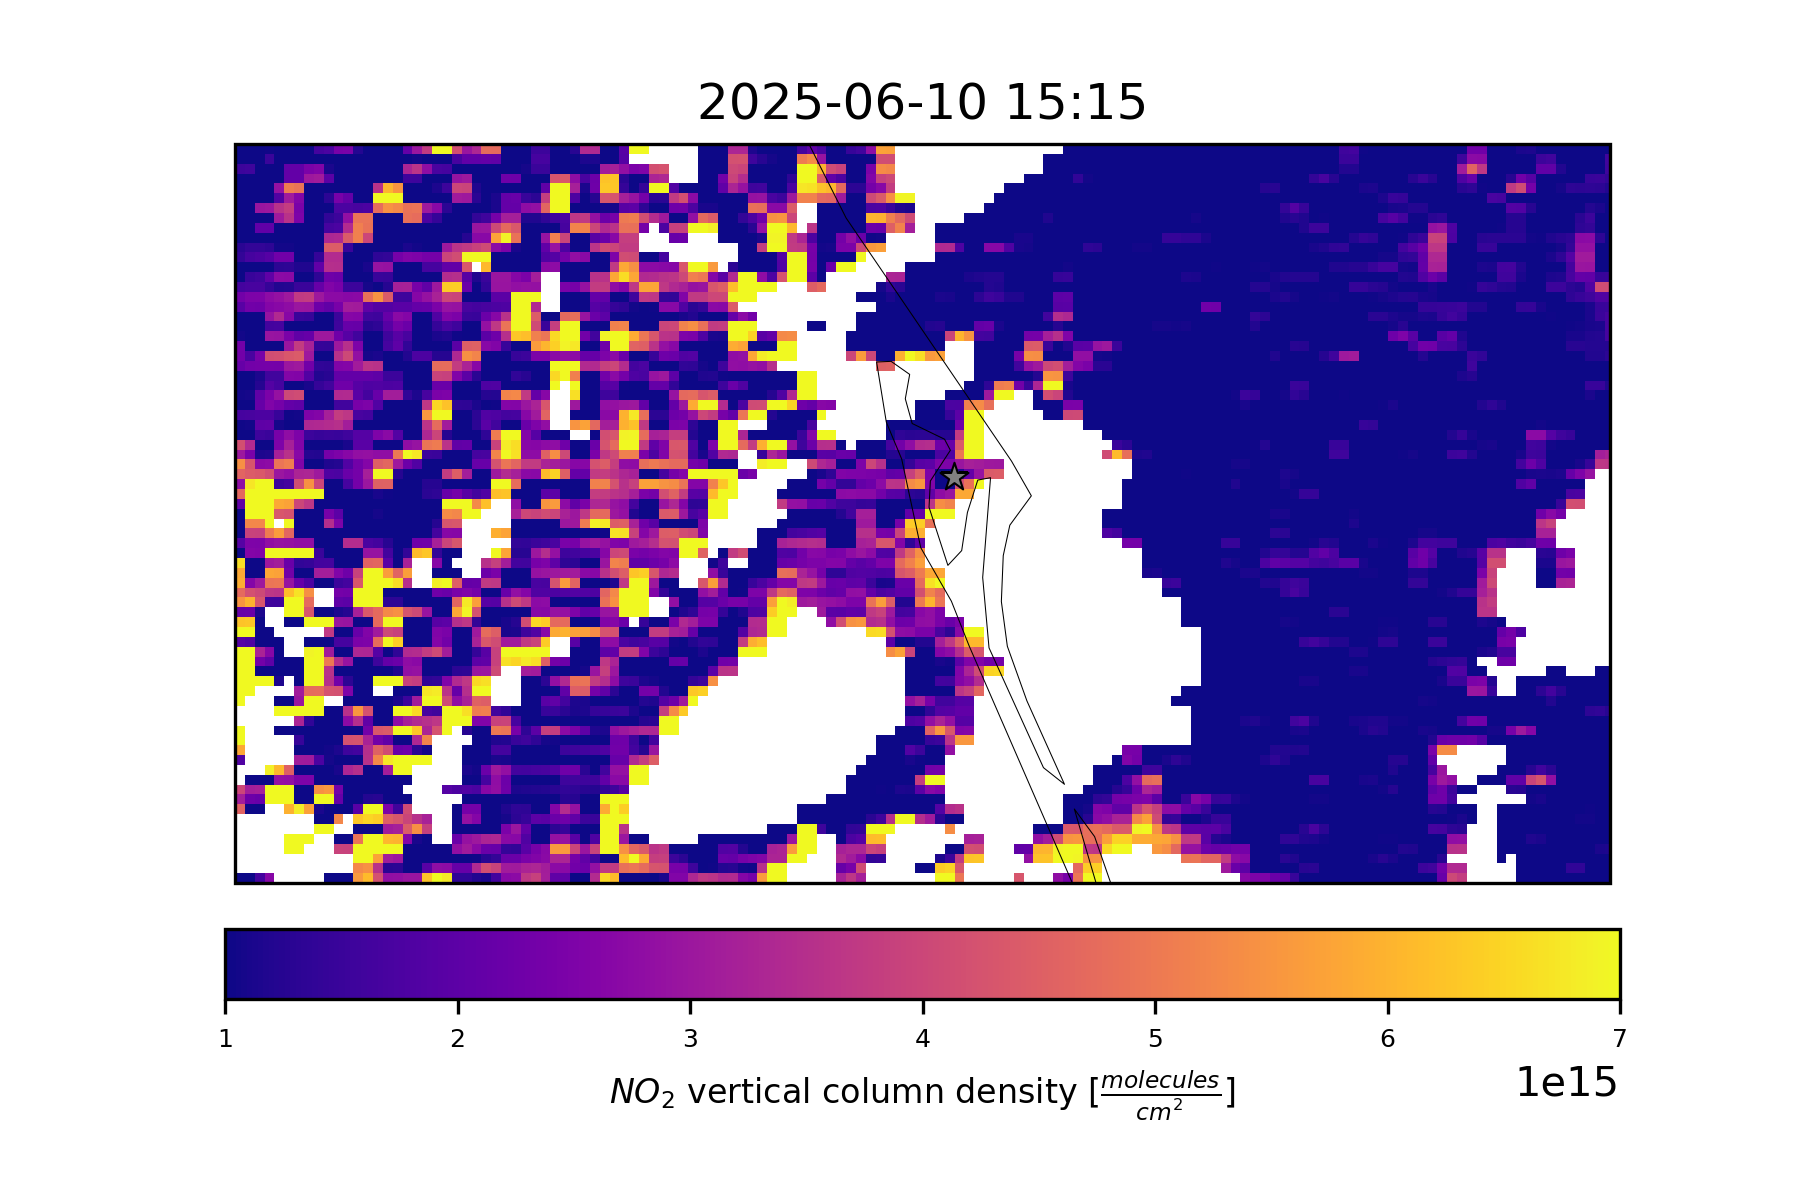 2025-06-10 15:15
1 2 3 4 5 6 7
1e15
NO₂ vertical column density [molecules/cm²]